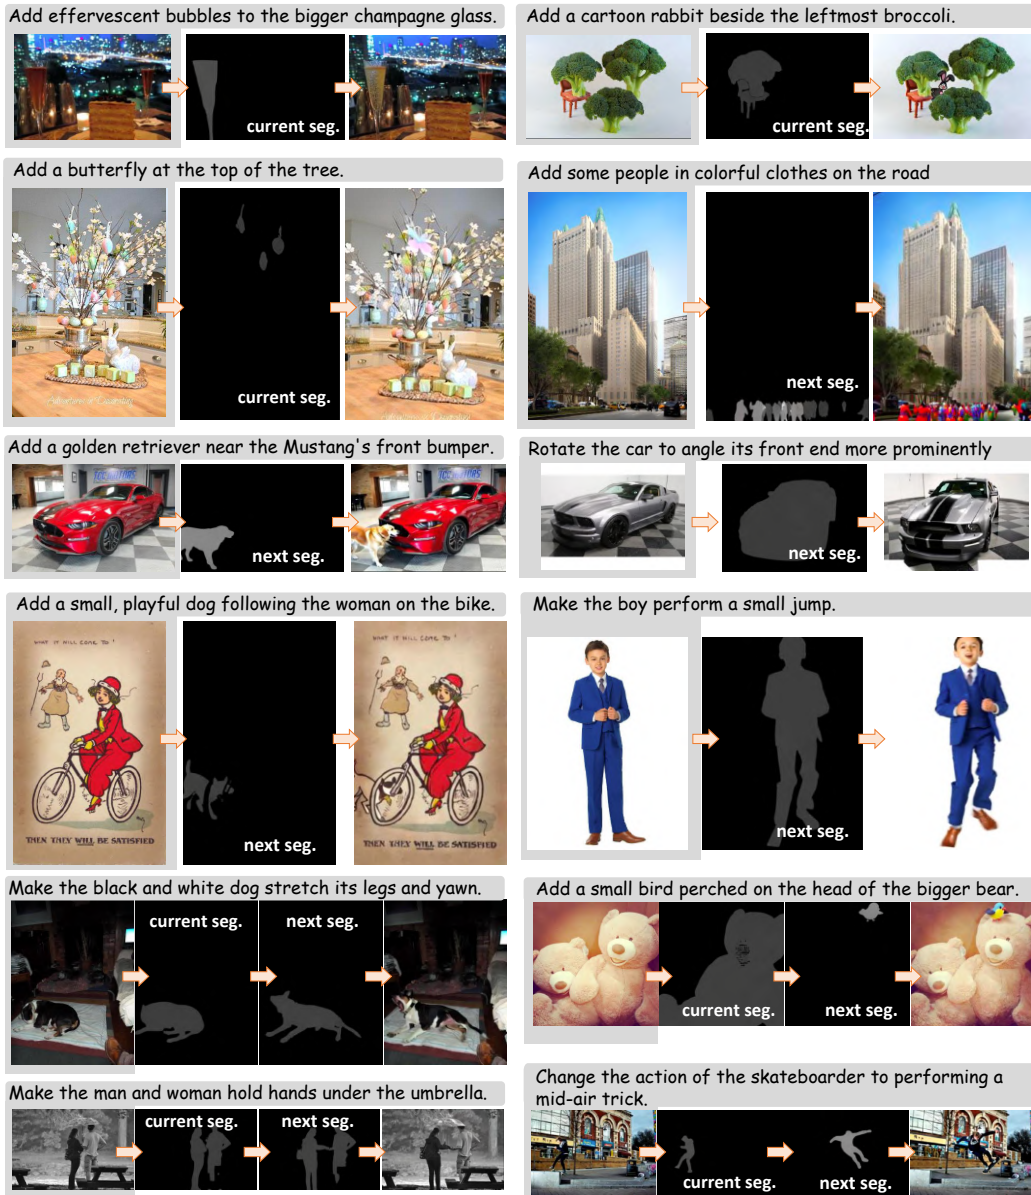 Add effervescent bubbles to the bigger champagne glass.
current seg.
Add a cartoon rabbit beside the leftmost broccoli.
current seg.
Add a butterfly at the top of the tree.
current seg.
Add some people in colorful clothes on the road
next seg.
Add a golden retriever near the Mustang's front bumper.
next seg.
Rotate the car to angle its front end more prominently
next seg.
Add a small, playful dog following the woman on the bike.
WHAT IT WILL COME TO!
THEN THEY WILL BE SATISFIED
next seg.
WHAT IT WILL COME TO!
THEN THEY WILL BE SATISFIED
Make the boy perform a small jump.
next seg.
Make the black and white dog stretch its legs and yawn.
current seg.
next seg.
Add a small bird perched on the head of the bigger bear.
current seg.
next seg.
Make the man and woman hold hands under the umbrella.
current seg.
next seg.
Change the action of the skateboarder to performing a
mid-air trick.
current seg.
next seg.